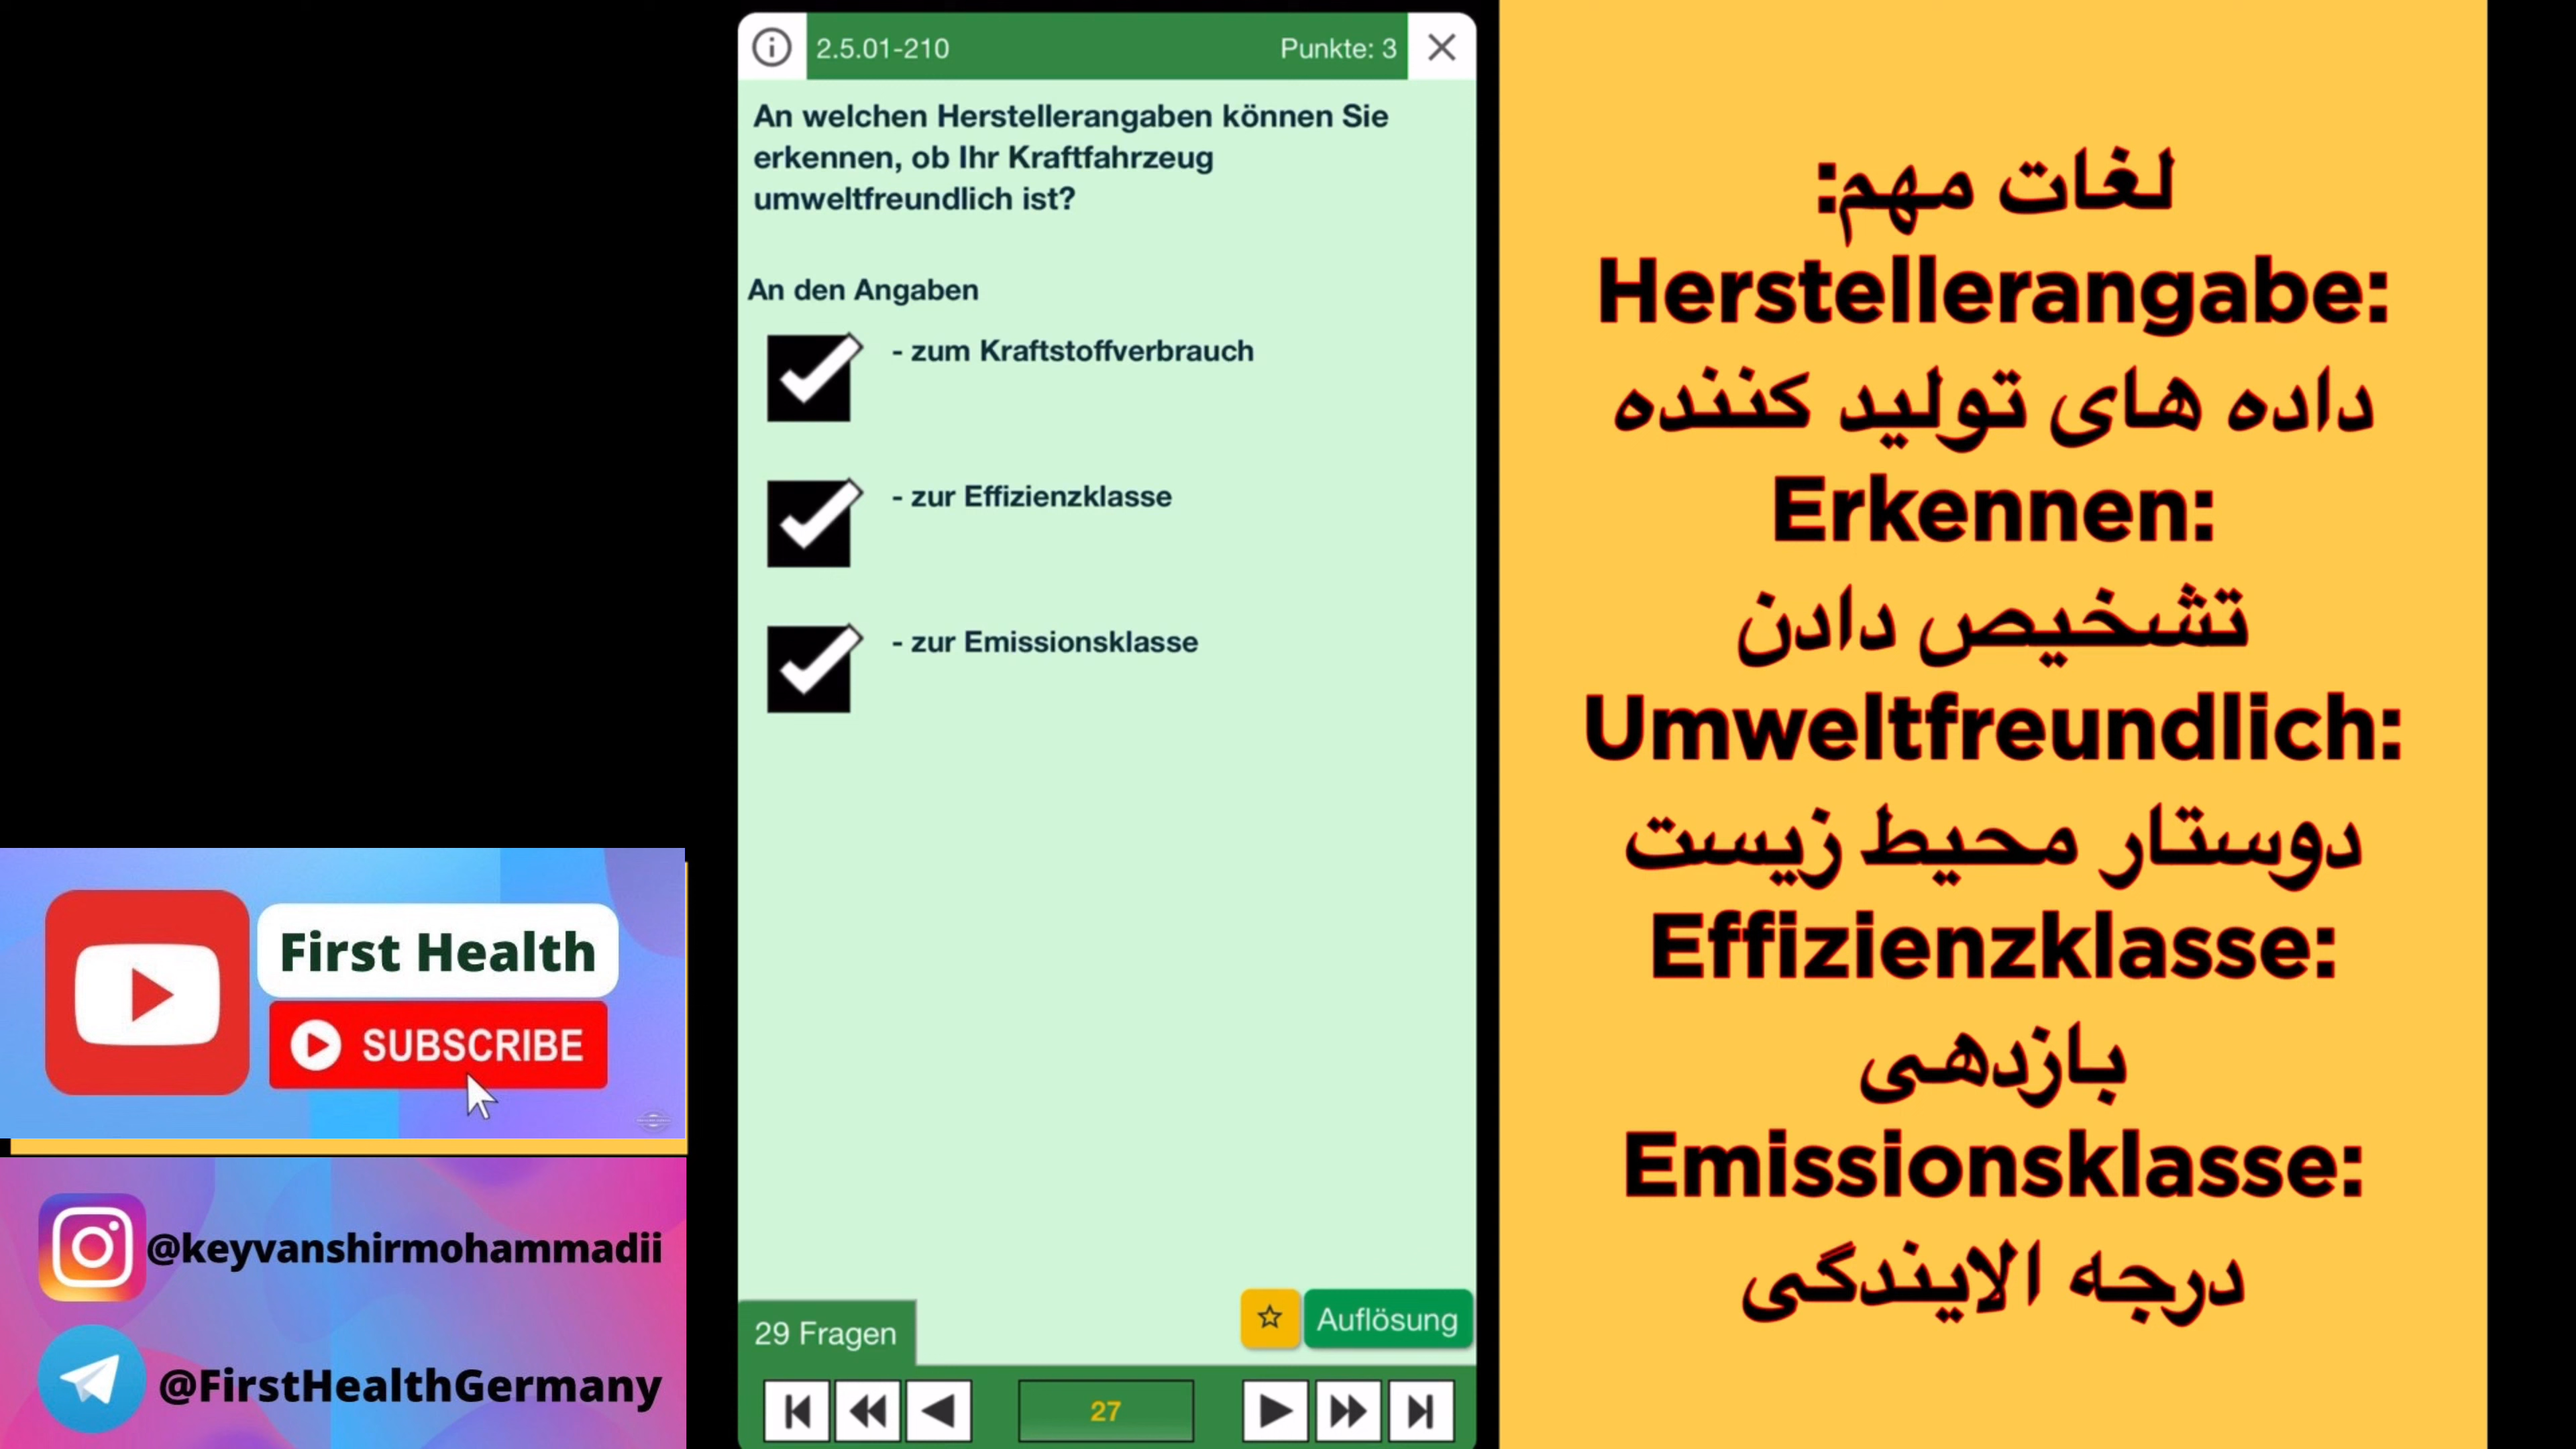 2.5.01-210
Punkte: 3
An welchen Herstellerangaben können Sie
erkennen, ob Ihr Kraftfahrzeug
umweltfreundlich ist?
An den Angaben
- zum Kraftstoffverbrauch
- zur Effizienzklasse
- zur Emissionsklasse
29 Fragen
Auflösung
27
لغات مهم:
Herstellerangabe:
داده های تولید کننده
Erkennen:
تشخیص دادن
Umweltfreundlich:
دوستار محیط زیست
Effizienzklasse:
بازدهی
Emissionsklasse:
درجه الایندگی
First Health
SUBSCRIBE
@keyvanshirmohammadii
@FirstHealthGermany